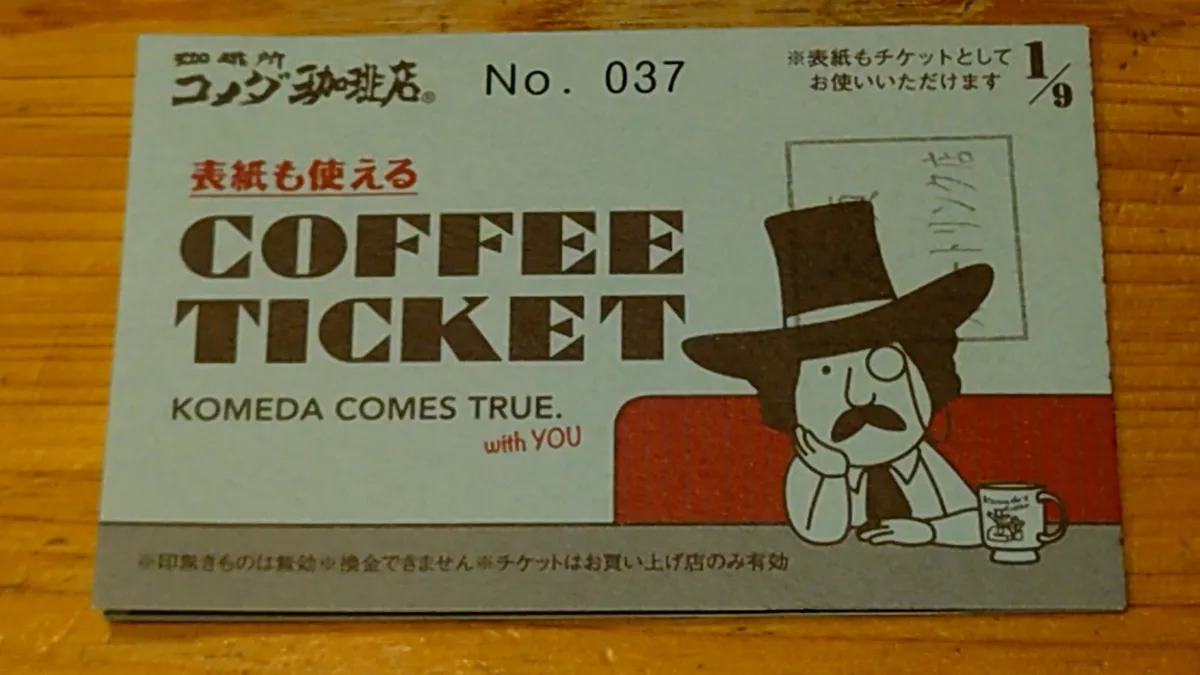 珈琲所
コメダ珈琲店®
No. 037
※表紙もチケットとして
お使いいただけます
1/9
表紙も使える
COFFEE
TICKET
KOMEDA COMES TRUE.
with YOU
※印無きものは無効※換金できません※チケットはお買い上げ店のみ有効